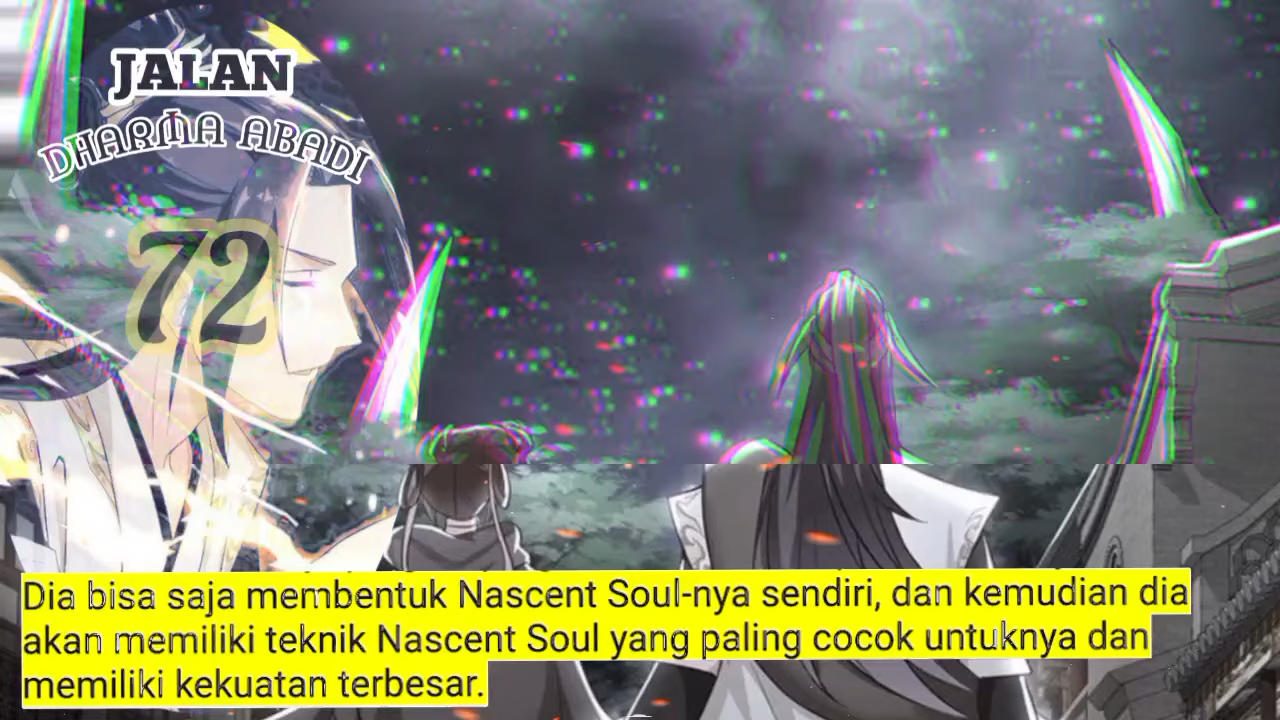 JALAN
DHARMA ABADI
72
Dia bisa saja membentuk Nascent Soul-nya sendiri, dan kemudian dia
akan memiliki teknik Nascent Soul yang paling cocok untuknya dan
memiliki kekuatan terbesar.